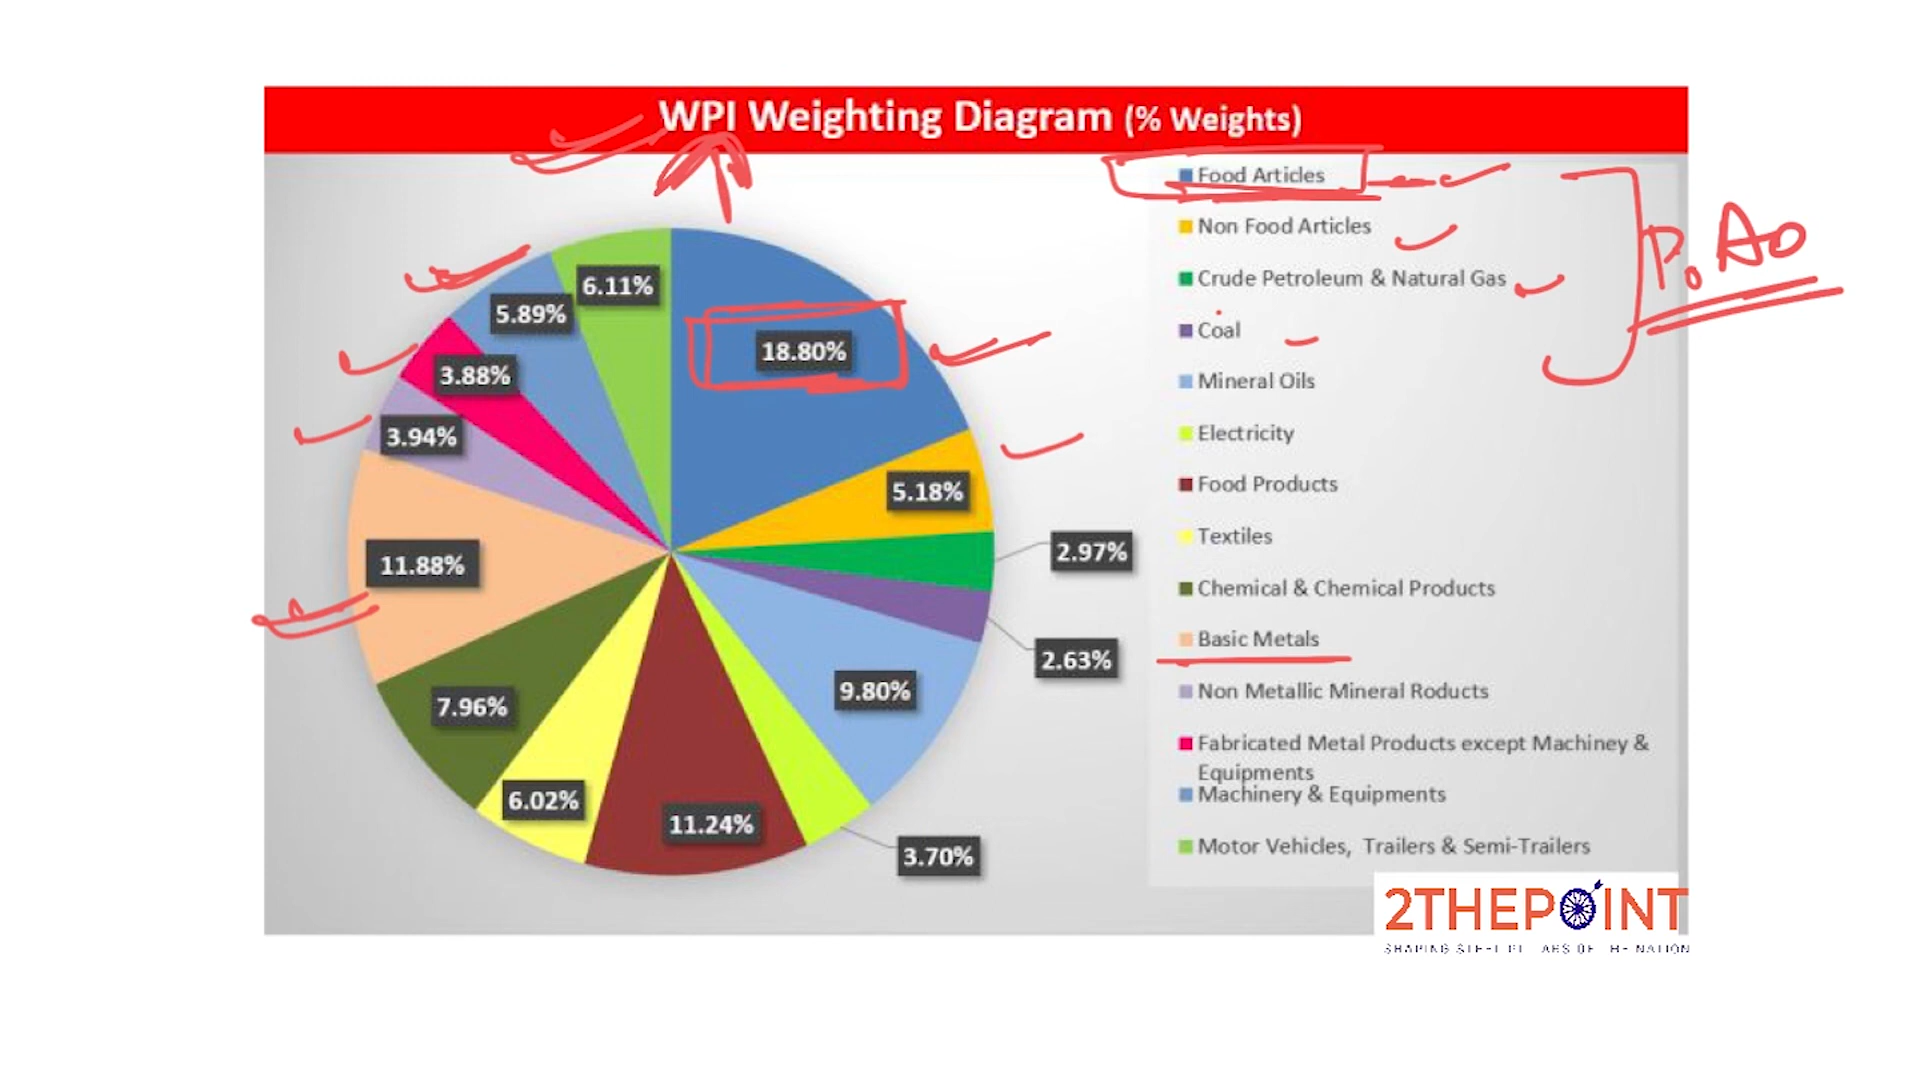 WPI Weighting Diagram (% Weights)
Food Articles
Non Food Articles
Crude Petroleum & Natural Gas
Coal
Mineral Oils
Electricity
Food Products
Textiles
Chemical & Chemical Products
Basic Metals
Non Metallic Mineral Roducts
Fabricated Metal Products except Machiney &
Equipments
Machinery & Equipments
Motor Vehicles, Trailers & Semi-Trailers
18.80%
5.18%
2.97%
2.63%
9.80%
3.70%
11.24%
6.02%
7.96%
11.88%
3.94%
3.88%
5.89%
6.11%
2THEPOINT